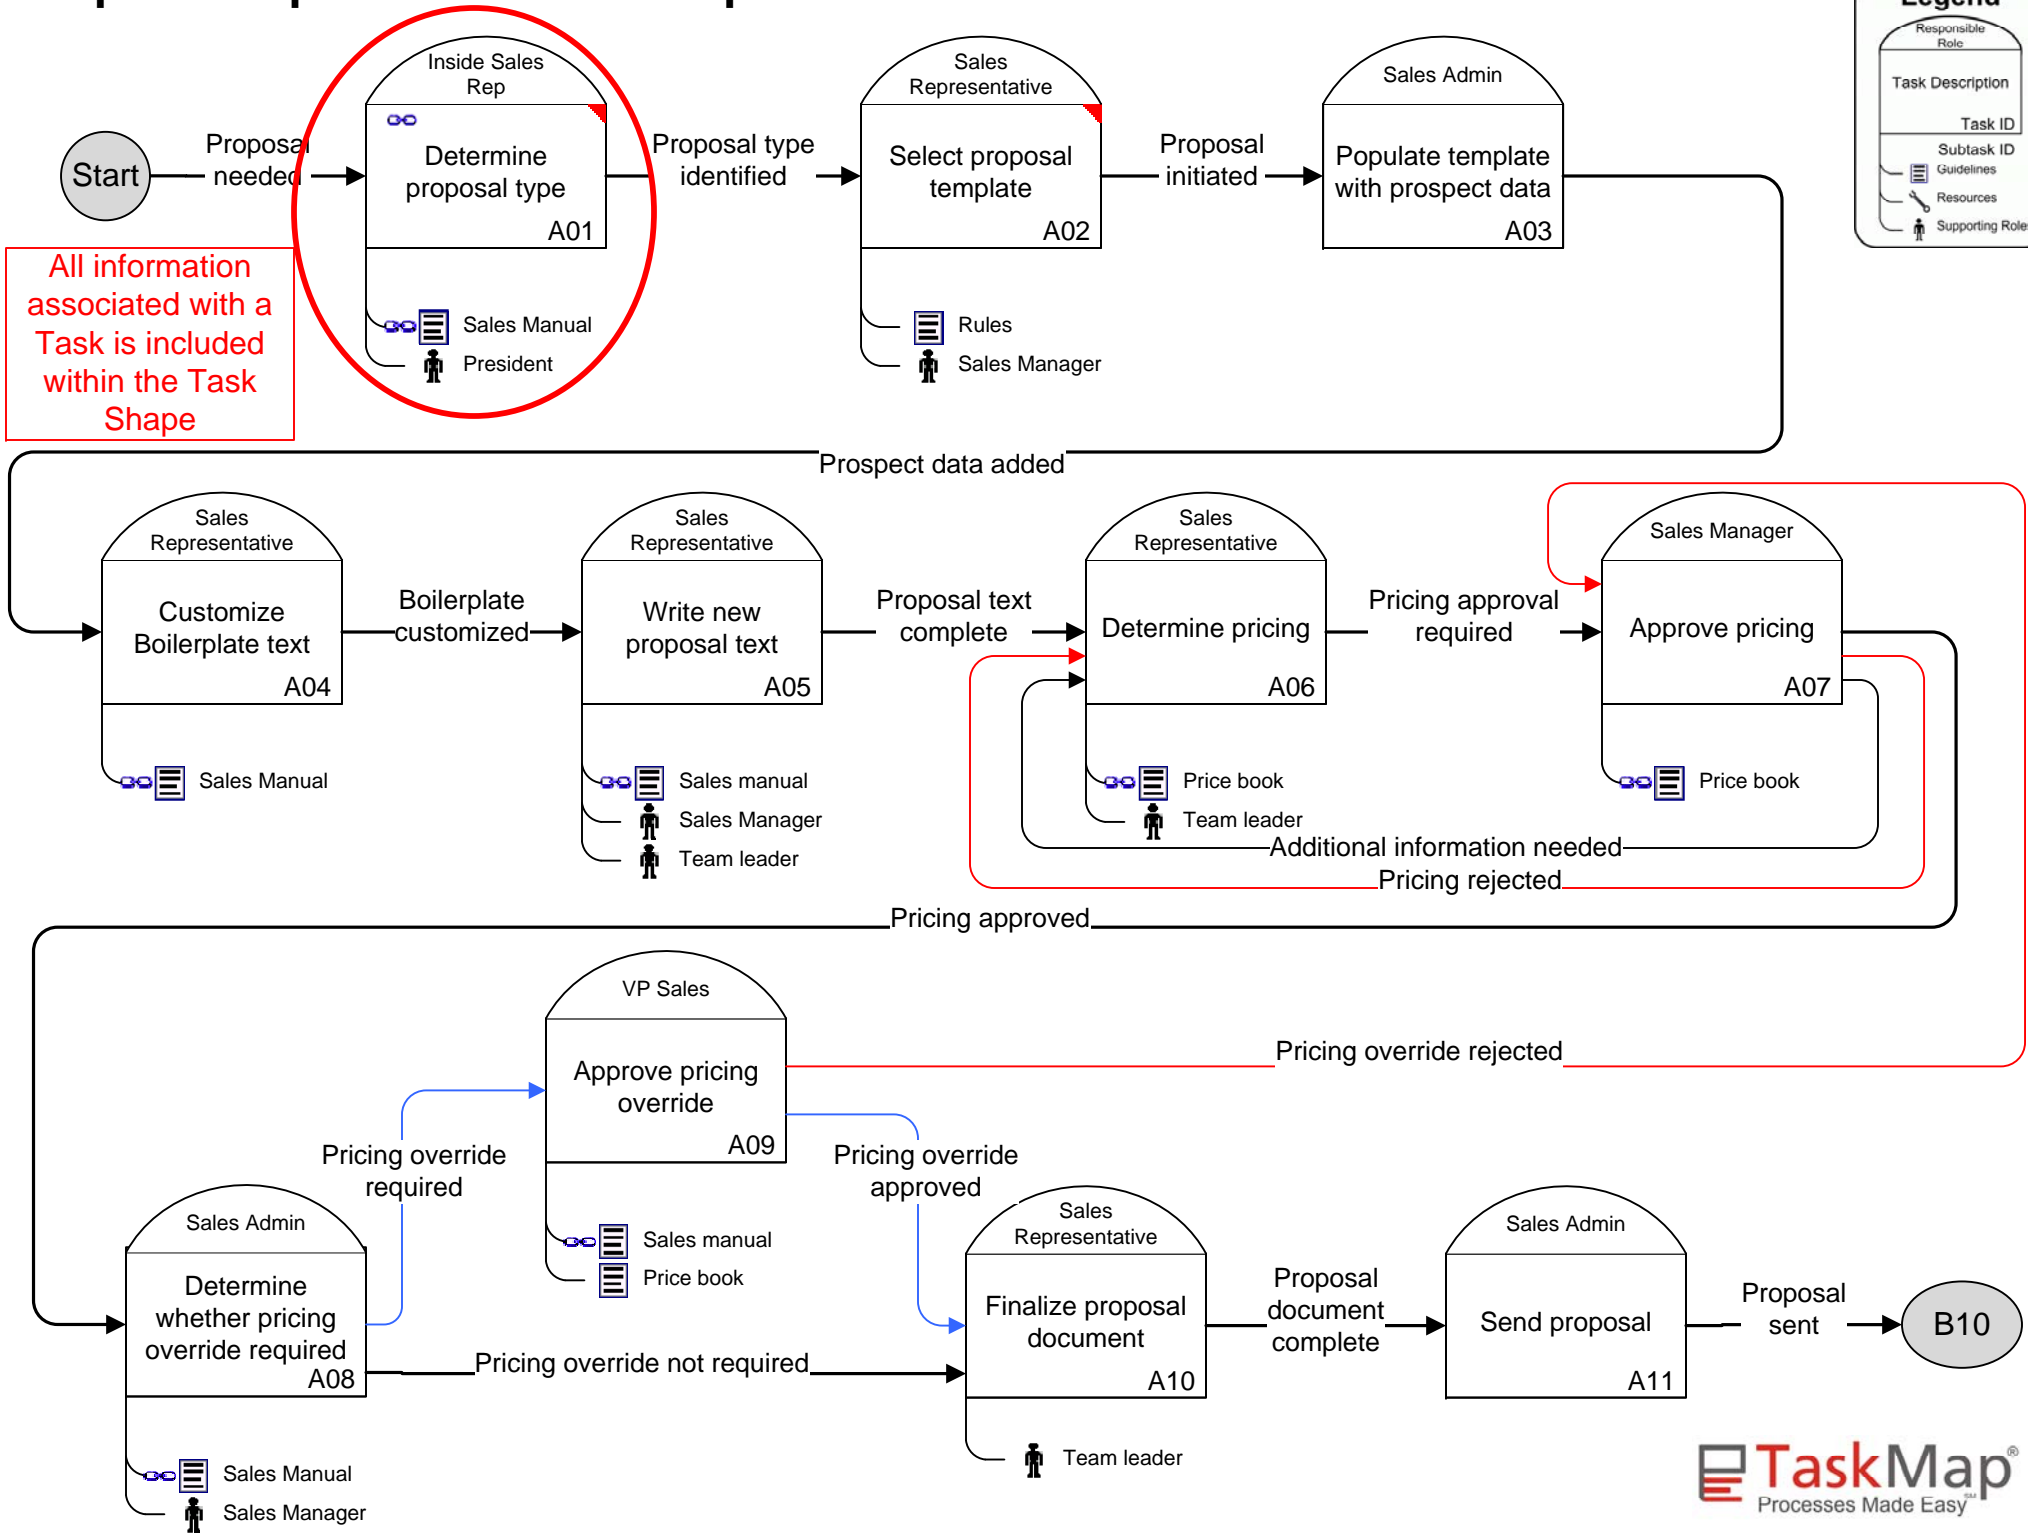 Legend
Responsible
Role
Task Description
Task ID
Subtask ID
Guidelines
Resources
Supporting Roles
Start
Proposal
needed
Inside Sales
Rep
Determine
proposal type
A01
Sales Manual
President
Proposal type
identified
Sales
Representative
Select proposal
template
A02
Rules
Sales Manager
Proposal
initiated
Sales Admin
Populate template
with prospect data
A03
All information
associated with a
Task is included
within the Task
Shape
Prospect data added
Sales
Representative
Customize
Boilerplate text
A04
Sales Manual
Boilerplate
customized
Sales
Representative
Write new
proposal text
A05
Sales manual
Sales Manager
Team leader
Proposal text
complete
Sales
Representative
Determine pricing
A06
Price book
Team leader
Pricing approval
required
Sales Manager
Approve pricing
A07
Price book
Additional information needed
Pricing rejected
Pricing approved
VP Sales
Approve pricing
override
A09
Sales manual
Price book
Pricing override rejected
Pricing override
required
Pricing override
approved
Sales Admin
Determine
whether pricing
override required
A08
Sales Manual
Sales Manager
Pricing override not required
Sales
Representative
Finalize proposal
document
A10
Team leader
Proposal
document
complete
Sales Admin
Send proposal
A11
Proposal
sent
B10
TaskMap®
Processes Made Easy℠